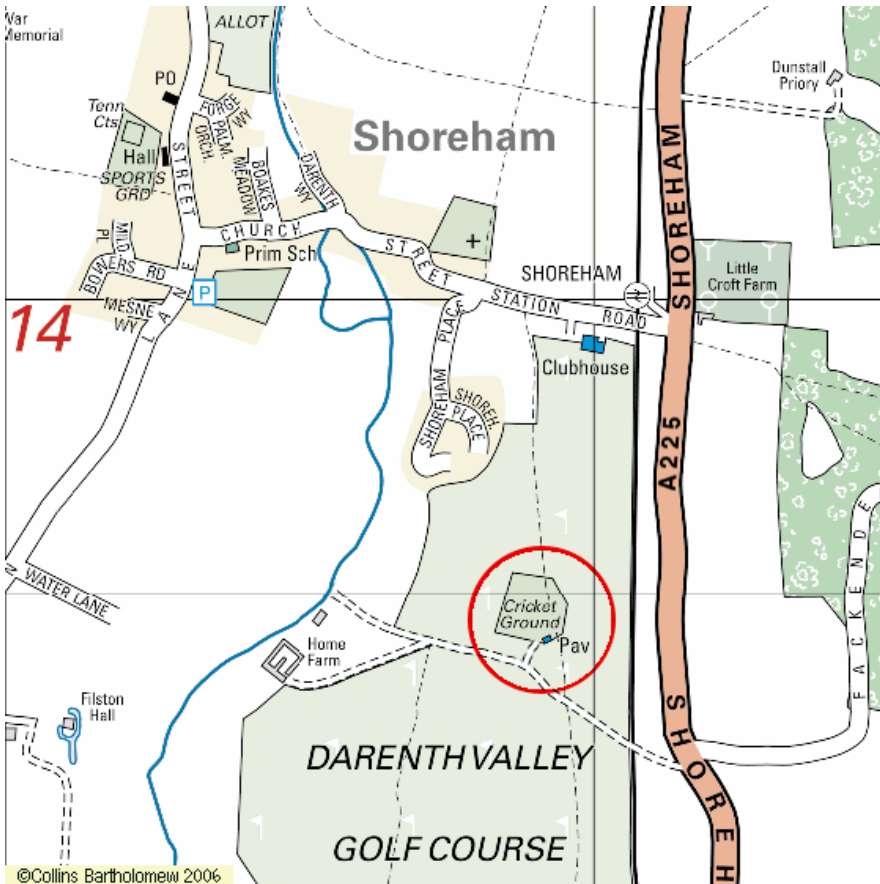 War
Memorial
ALLOT
PO
Tenn
Cts
FORGE
WY
PALM.
ORCH.
Hall
SPORTS
GRD
STREET
BOAKES
MEADOW
DARENTH
WY
Shoreham
Dunstall
Priory
SHOREHAM
CHURCH
STREET
Prim Sch
MILD
PL
BOWERS RD
MESNE
WY
LANE
P
14
SHOREHAM
STATION
ROAD
Little
Croft Farm
Clubhouse
SHOREHAM
PLACE
SHOREH.
PLACE
A225
WATER LANE
Cricket
Ground
Pav
Home
Farm
Filston
Hall
FACKENDE
SHOREH
DARENTH VALLEY
GOLF COURSE
©Collins Bartholomew 2006